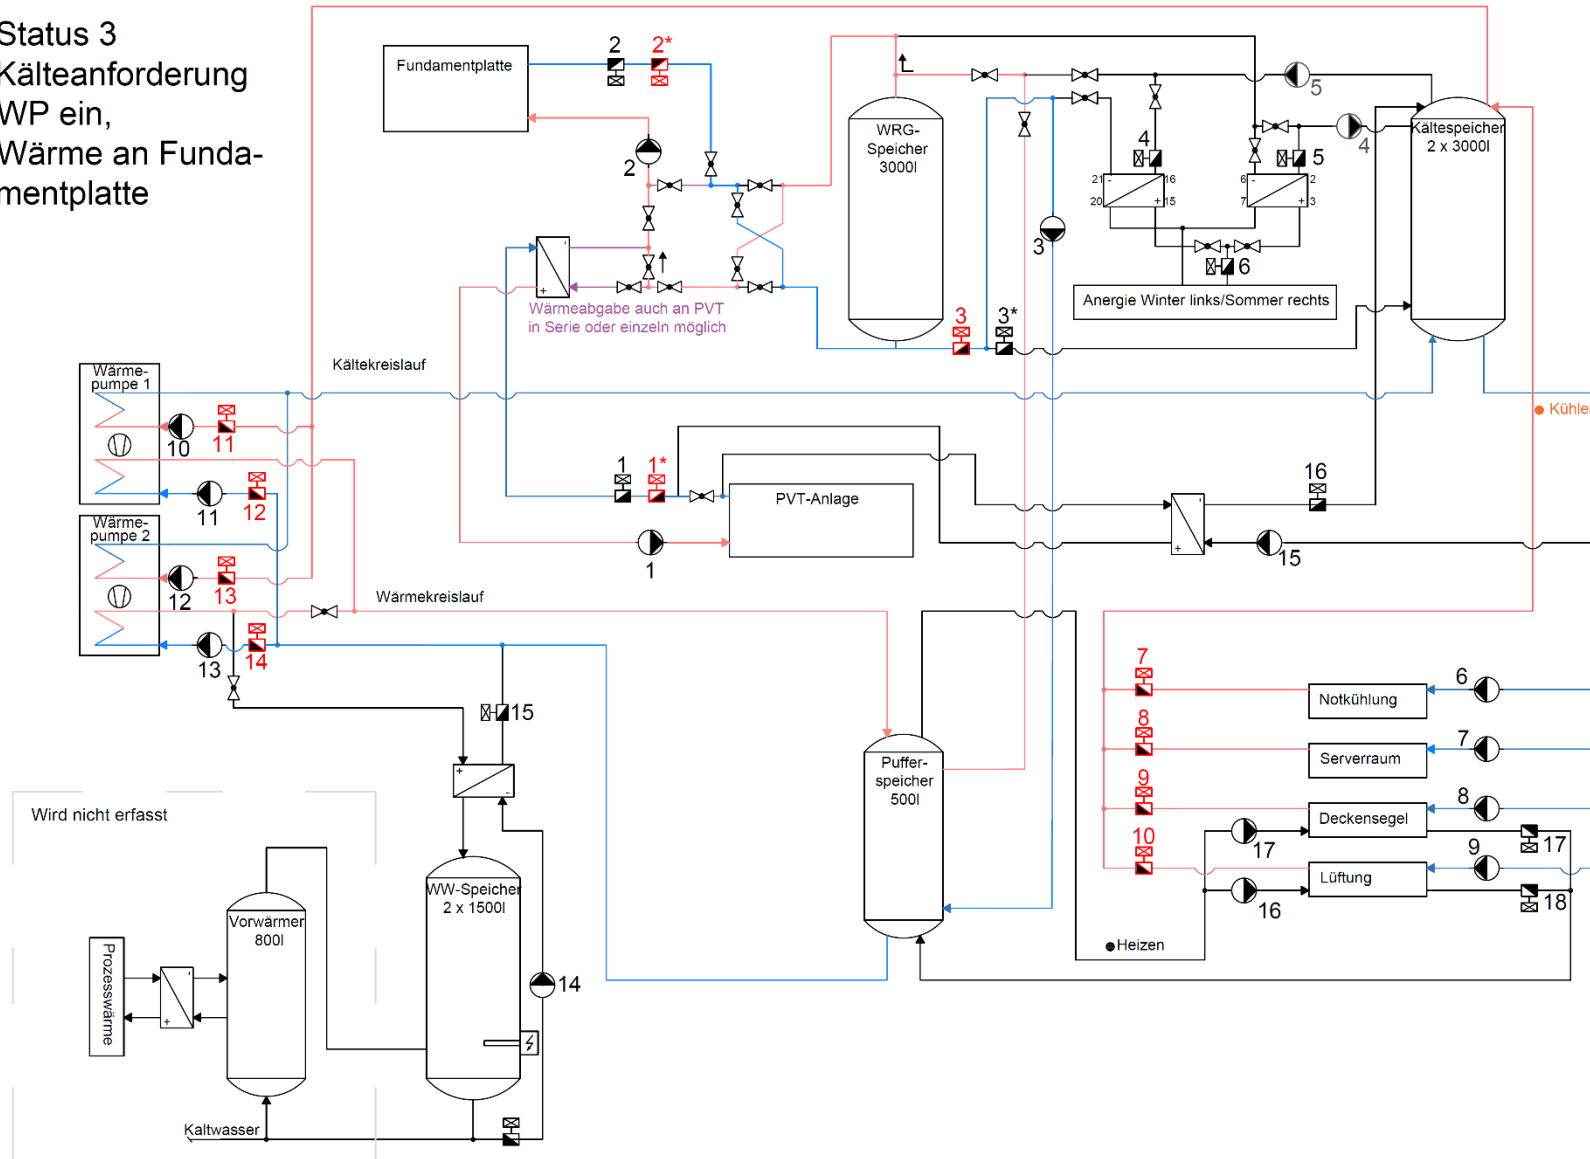 Status 3
Kälteanforderung
WP ein,
Wärme an Funda-
mentplatte
Fundamentplatte
2
2*
2
WRG-
Speicher
3000l
5
4
4
5
Kältespeicher
2 x 3000l
21 - 16
20 + 15
6 - 2
7 + 3
3
6
Anergie Winter links/Sommer rechts
-
+
Wärmeabgabe auch an PVT
in Serie oder einzeln möglich
3
3*
Kältekreislauf
Wärme-
pumpe 1
10
11
11
12
Kühlen
1
1*
PVT-Anlage
1
16
-
+
15
Wärme-
pumpe 2
12
13
13
14
Wärmekreislauf
15
+
-
7
Notkühlung
6
8
Serverraum
7
9
Deckensegel
8
17
17
10
Lüftung
9
16
18
Heizen
Puffer-
speicher
500l
Wird nicht erfasst
Vorwärmer
800l
WW-Speicher
2 x 1500l
14
Prozesswärme
-
+
Kaltwasser